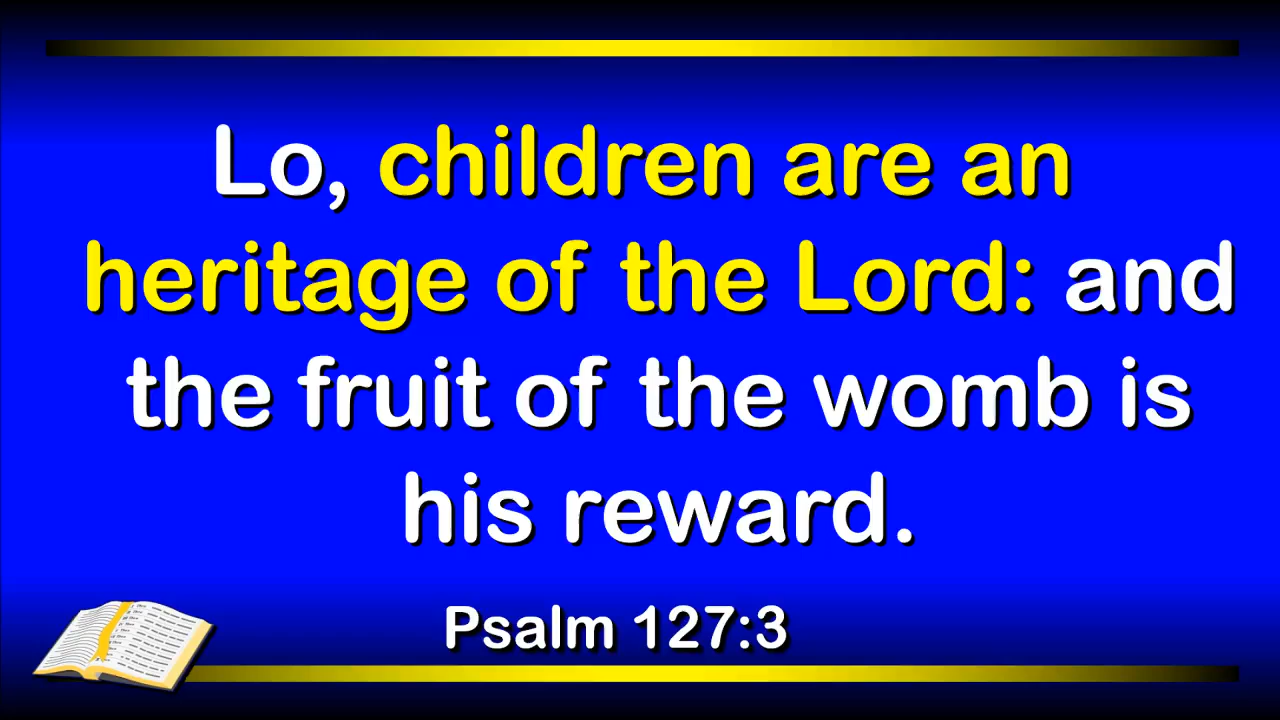 Lo, children are an
heritage of the Lord: and
the fruit of the womb is
his reward.
Psalm 127:3